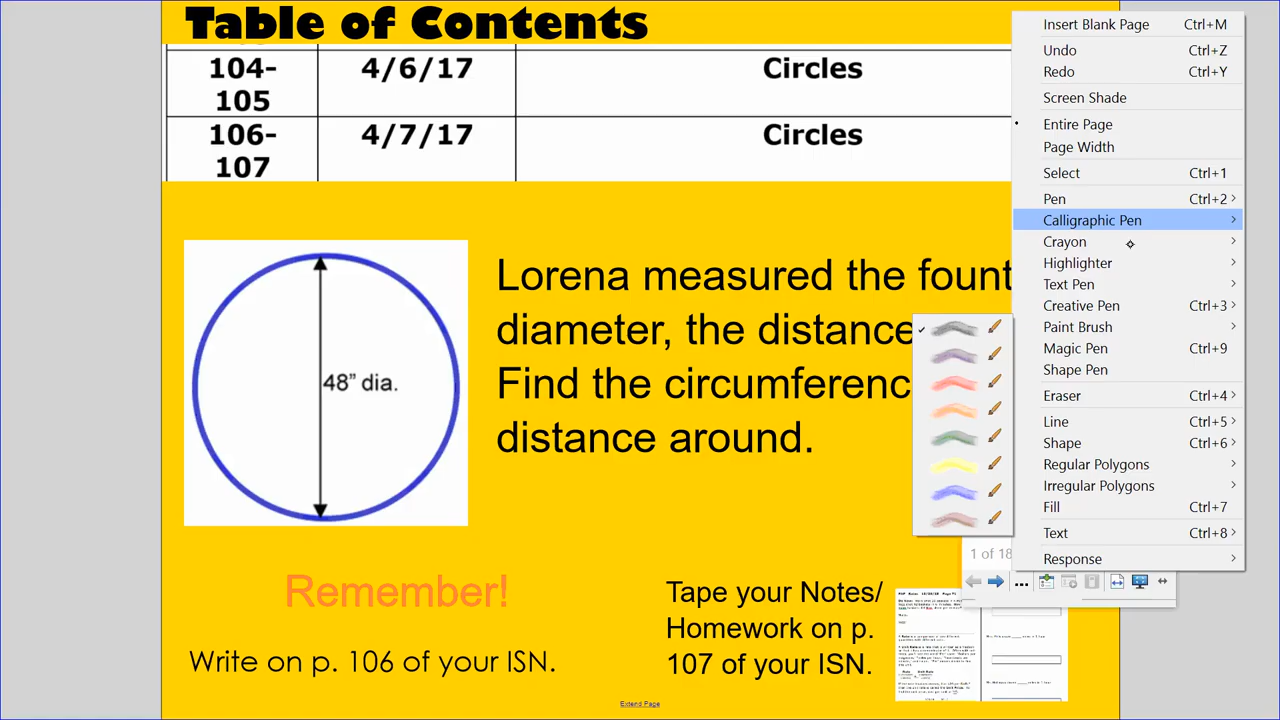 Table of Contents
104-
105
4/6/17
Circles
106-
107
4/7/17
Circles
48” dia.
Lorena measured the fount
diameter, the distance
Find the circumferenc
distance around.
Remember!
Write on p. 106 of your ISN.
Tape your Notes/
Homework on p.
107 of your ISN.
Extend Page
Insert Blank Page Ctrl+M
Undo Ctrl+Z
Redo Ctrl+Y
Screen Shade
Entire Page
Page Width
Select Ctrl+1
Pen Ctrl+2
Calligraphic Pen
Crayon
Highlighter
Text Pen
Creative Pen Ctrl+3
Paint Brush
Magic Pen Ctrl+9
Shape Pen
Eraser Ctrl+4
Line Ctrl+5
Shape Ctrl+6
Regular Polygons
Irregular Polygons
Fill Ctrl+7
Text Ctrl+8
Response
1 of 18